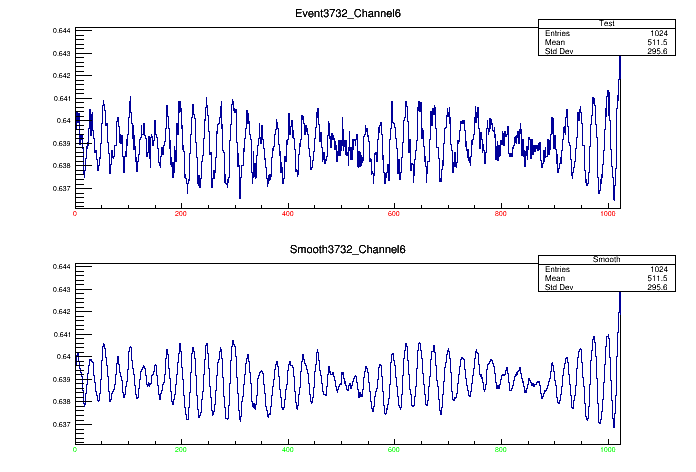 Event3732_Channel6
Test
Entries 1024
Mean 511.5
Std Dev 295.6
0.644
0.643
0.642
0.641
0.64
0.639
0.638
0.637
0 200 400 600 800 1000
Smooth3732_Channel6
Smooth
Entries 1024
Mean 511.5
Std Dev 295.6
0.644
0.643
0.642
0.641
0.64
0.639
0.638
0.637
0 200 400 600 800 1000